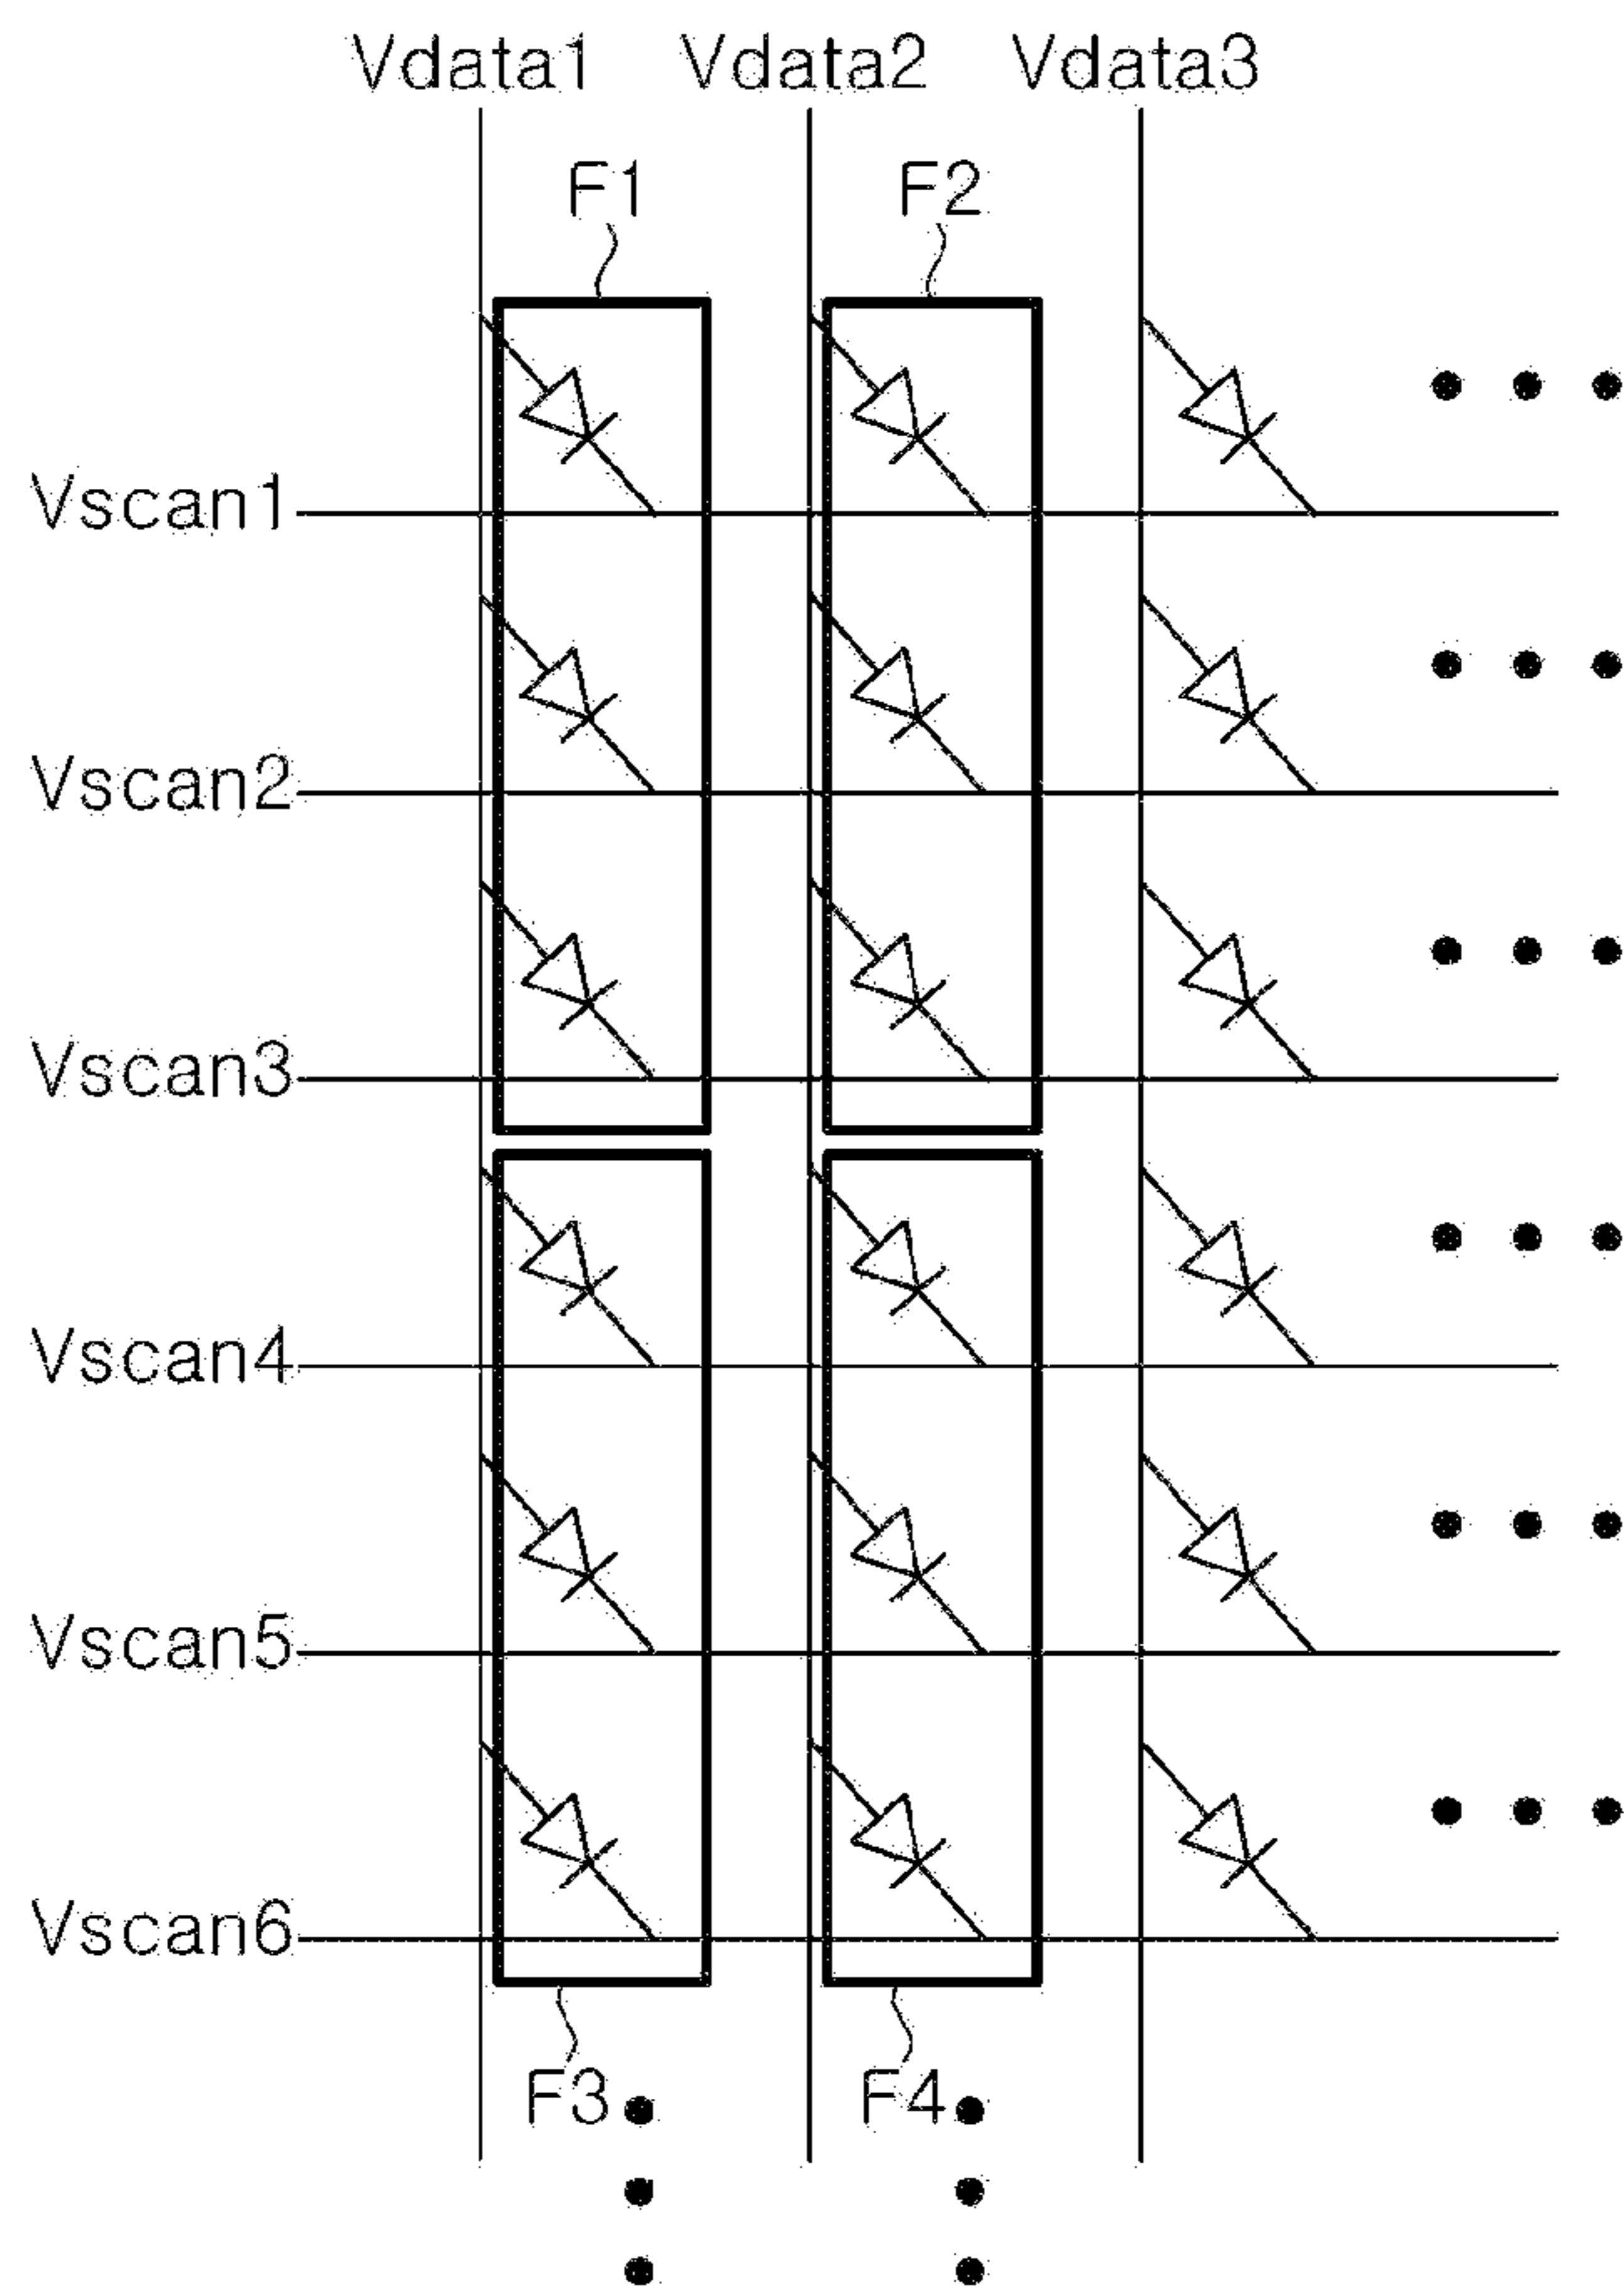 Vdata1 Vdata2 Vdata3
F1 F2
Vscan1
Vscan2
Vscan3
Vscan4
Vscan5
Vscan6
F3 F4